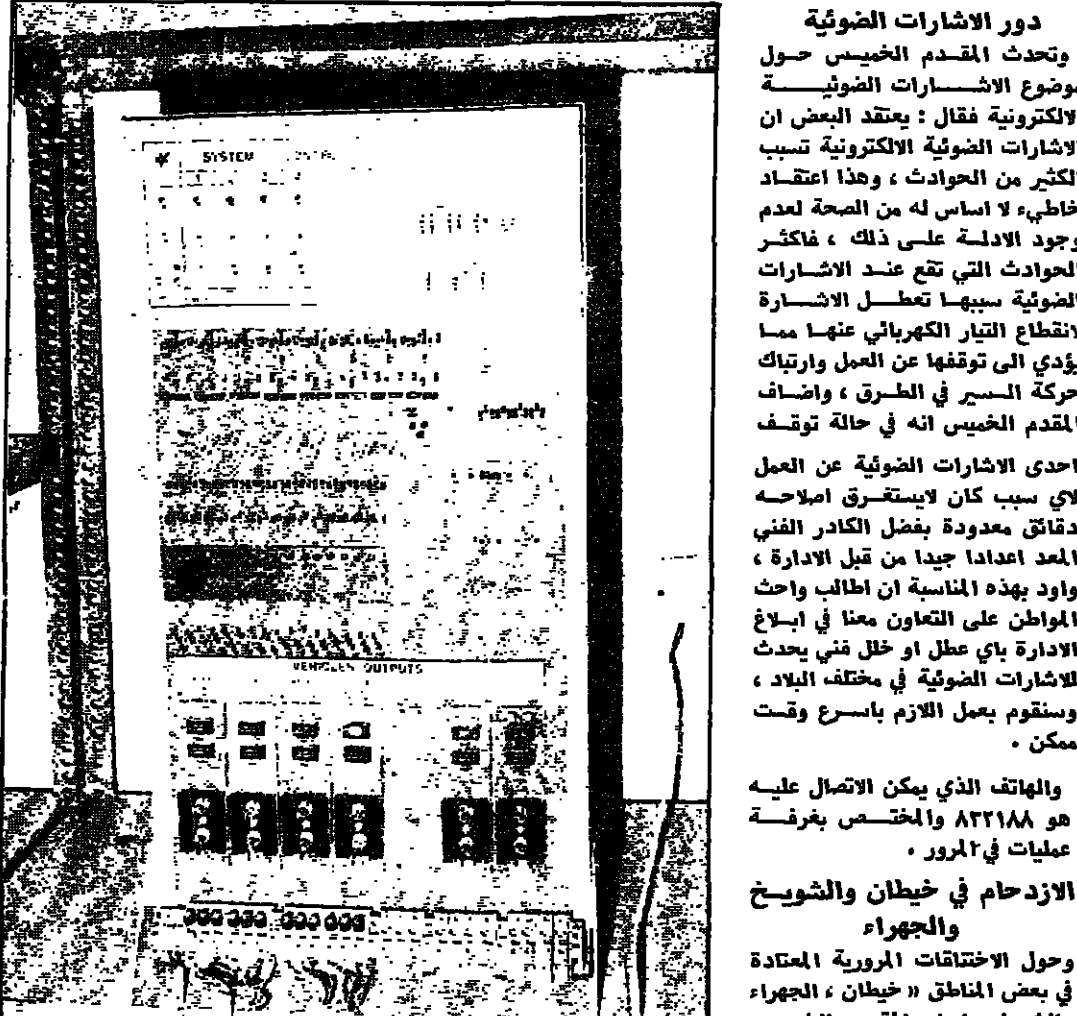 دور الاشارات الضوئية
وتحدث المقدم الخميس حول
موضوع الاشارات الضوئية
الالكترونية فقال : يعتقد البعض ان
الاشارات الضوئية الالكترونية تسبب
الكثير من الحوادث ، وهذا اعتقاد
خاطيء لا اساس له من الصحة لعدم
وجود الادلة على ذلك ، فاكثر
الحوادث التي تقع عند الاشارات
الضوئية سببها تعطل الاشارة
لانقطاع التيار الكهربائي عنها مما
يؤدي الى توقفها عن العمل وارتباك
حركة السير في الطرق ، واضاف
المقدم الخميس انه في حالة توقف
احدى الاشارات الضوئية عن العمل
لاي سبب كان لايستغرق اصلاحه
دقائق معدودة بفضل الكادر الفني
المعد اعدادا جيدا من قبل الادارة ،
واود بهذه المناسبة ان اطالب واحث
المواطن على التعاون معنا في ابلاغ
الادارة باي عطل او خلل فني يحدث
للاشارات الضوئية في مختلف البلاد ،
وسنقوم بعمل اللازم باسرع وقت
ممكن .
والهاتف الذي يمكن الاتصال عليه
هو ٨٢٢١٨٨ والمختص بغرفة
عمليات في المرور .
الازدحام في خيطان والشويخ
والجهراء
وحول الاختناقات المرورية المعتادة
في بعض المناطق « خيطان ، الجهراء
SYSTEM
VEHICLES OUTPUTS